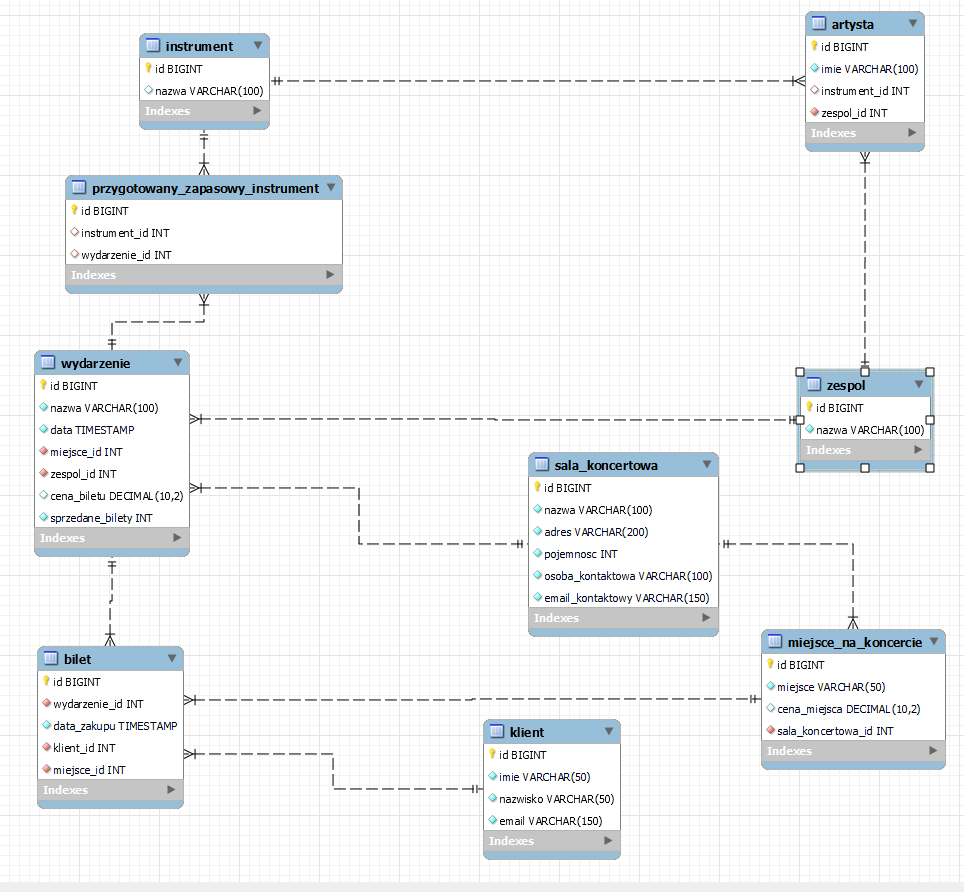 instrument
id BIGINT
nazwa VARCHAR(100)
Indexes
artysta
id BIGINT
imie VARCHAR(100)
instrument_id INT
zespol_id INT
Indexes
przygotowany_zapasowy_instrument
id BIGINT
instrument_id INT
wydarzenie_id INT
Indexes
wydarzenie
id BIGINT
nazwa VARCHAR(100)
data TIMESTAMP
miejsce_id INT
zespol_id INT
cena_biletu DECIMAL(10,2)
sprzedane_bilety INT
Indexes
zespol
id BIGINT
nazwa VARCHAR(100)
Indexes
sala_koncertowa
id BIGINT
nazwa VARCHAR(100)
adres VARCHAR(200)
pojemnosc INT
osoba_kontaktowa VARCHAR(100)
email_kontaktowy VARCHAR(150)
Indexes
miejsce_na_koncercie
id BIGINT
miejsce VARCHAR(50)
cena_miejsca DECIMAL(10,2)
sala_koncertowa_id INT
Indexes
bilet
id BIGINT
wydarzenie_id INT
data_zakupu TIMESTAMP
klient_id INT
miejsce_id INT
Indexes
klient
id BIGINT
imie VARCHAR(50)
nazwisko VARCHAR(50)
email VARCHAR(150)
Indexes